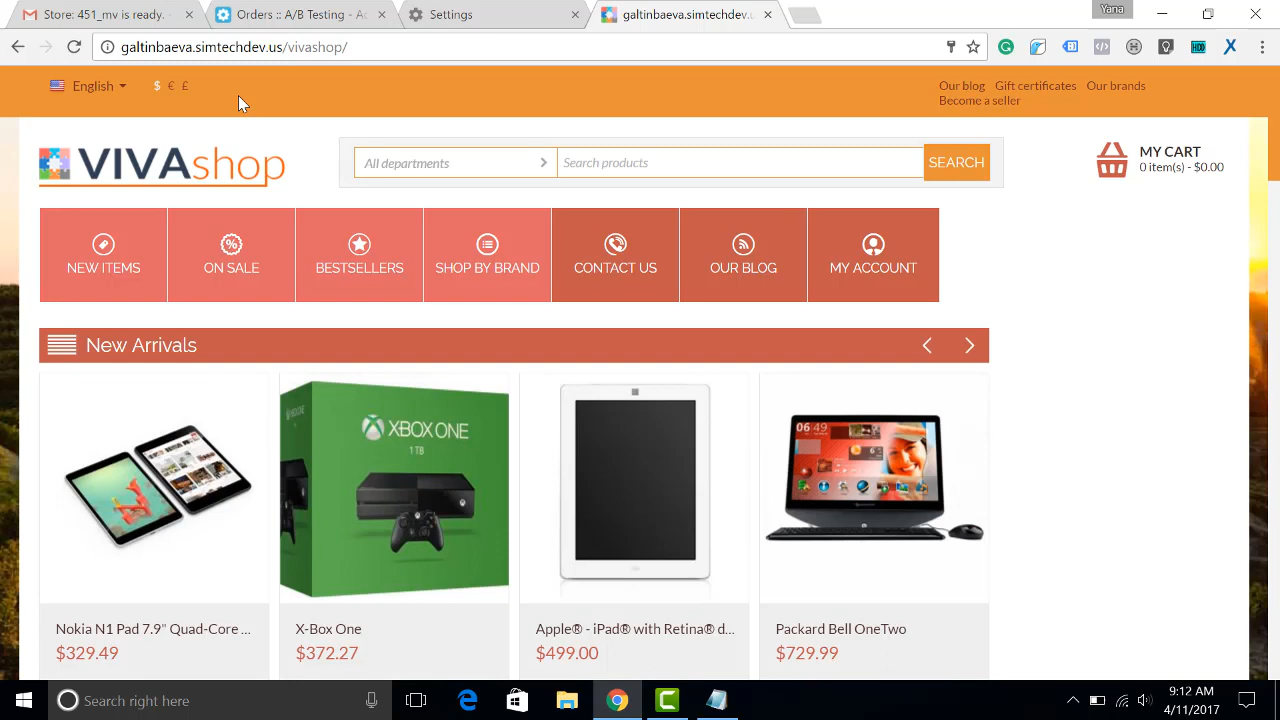 Store: 451_mv is ready.
Orders :: A/B Testing -
Settings
galtinbaeva.simtechdev.us
Yana
galtinbaeva.simtechdev.us/vivashop/
English
$ € £
Our blog Gift certificates Our brands
Become a seller
VIVAshop
All departments
Search products
SEARCH
MY CART
0 item(s) - $0.00
NEW ITEMS
ON SALE
BESTSELLERS
SHOP BY BRAND
CONTACT US
OUR BLOG
MY ACCOUNT
New Arrivals
XBOX ONE
1 TB
06:49
Nokia N1 Pad 7.9" Quad-Core ...
X-Box One
Apple® - iPad® with Retina® d...
Packard Bell OneTwo
$329.49
$372.27
$499.00
$729.99
Search right here
9:12 AM
4/11/2017